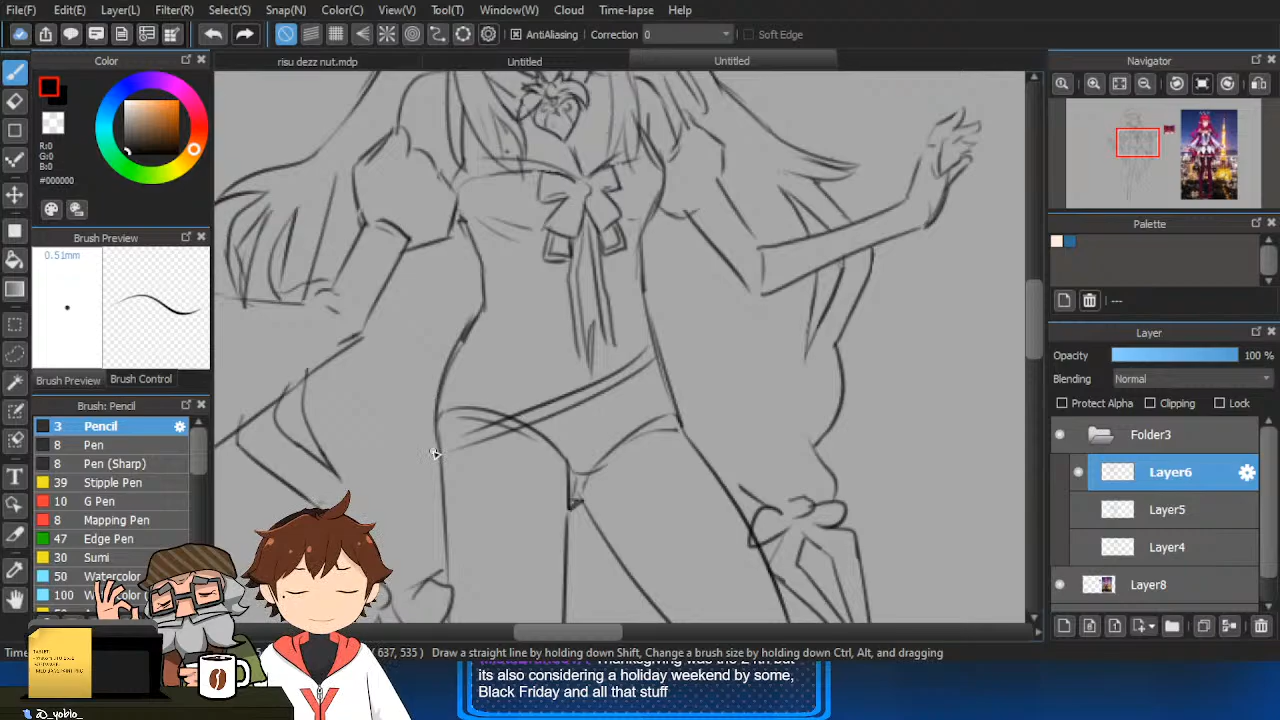 File(F) Edit(E) Layer(L) Material(M) Select(S) Snap(N) Color(C) View(V) Tool(T) Window(W) Cloud Time-lapse Help
AntiAliasing Correction 0 Soft Edge
Color
risu dezz nut.mdp Untitled Untitled
Navigator
R:0
G:0
B:0
#000000
Brush Preview
0.51mm
Palette
---
Layer
Opacity 100 %
Blending Normal
Brush Preview Brush Control
Protect Alpha Clipping Lock
Brush: Pencil
3 Pencil
8 Pen
8 Pen (Sharp)
39 Stipple Pen
10 G Pen
8 Mapping Pen
47 Edge Pen
30 Sumi
50 Watercolor
100 Watercolor
Folder3
Layer6
Layer5
Layer4
Layer8
( 637, 535 ) Draw a straight line by holding down Shift, Change a brush size by holding down Ctrl, Alt, and dragging
its also considering a holiday weekend by some,
Black Friday and all that stuff
@_yoblo_